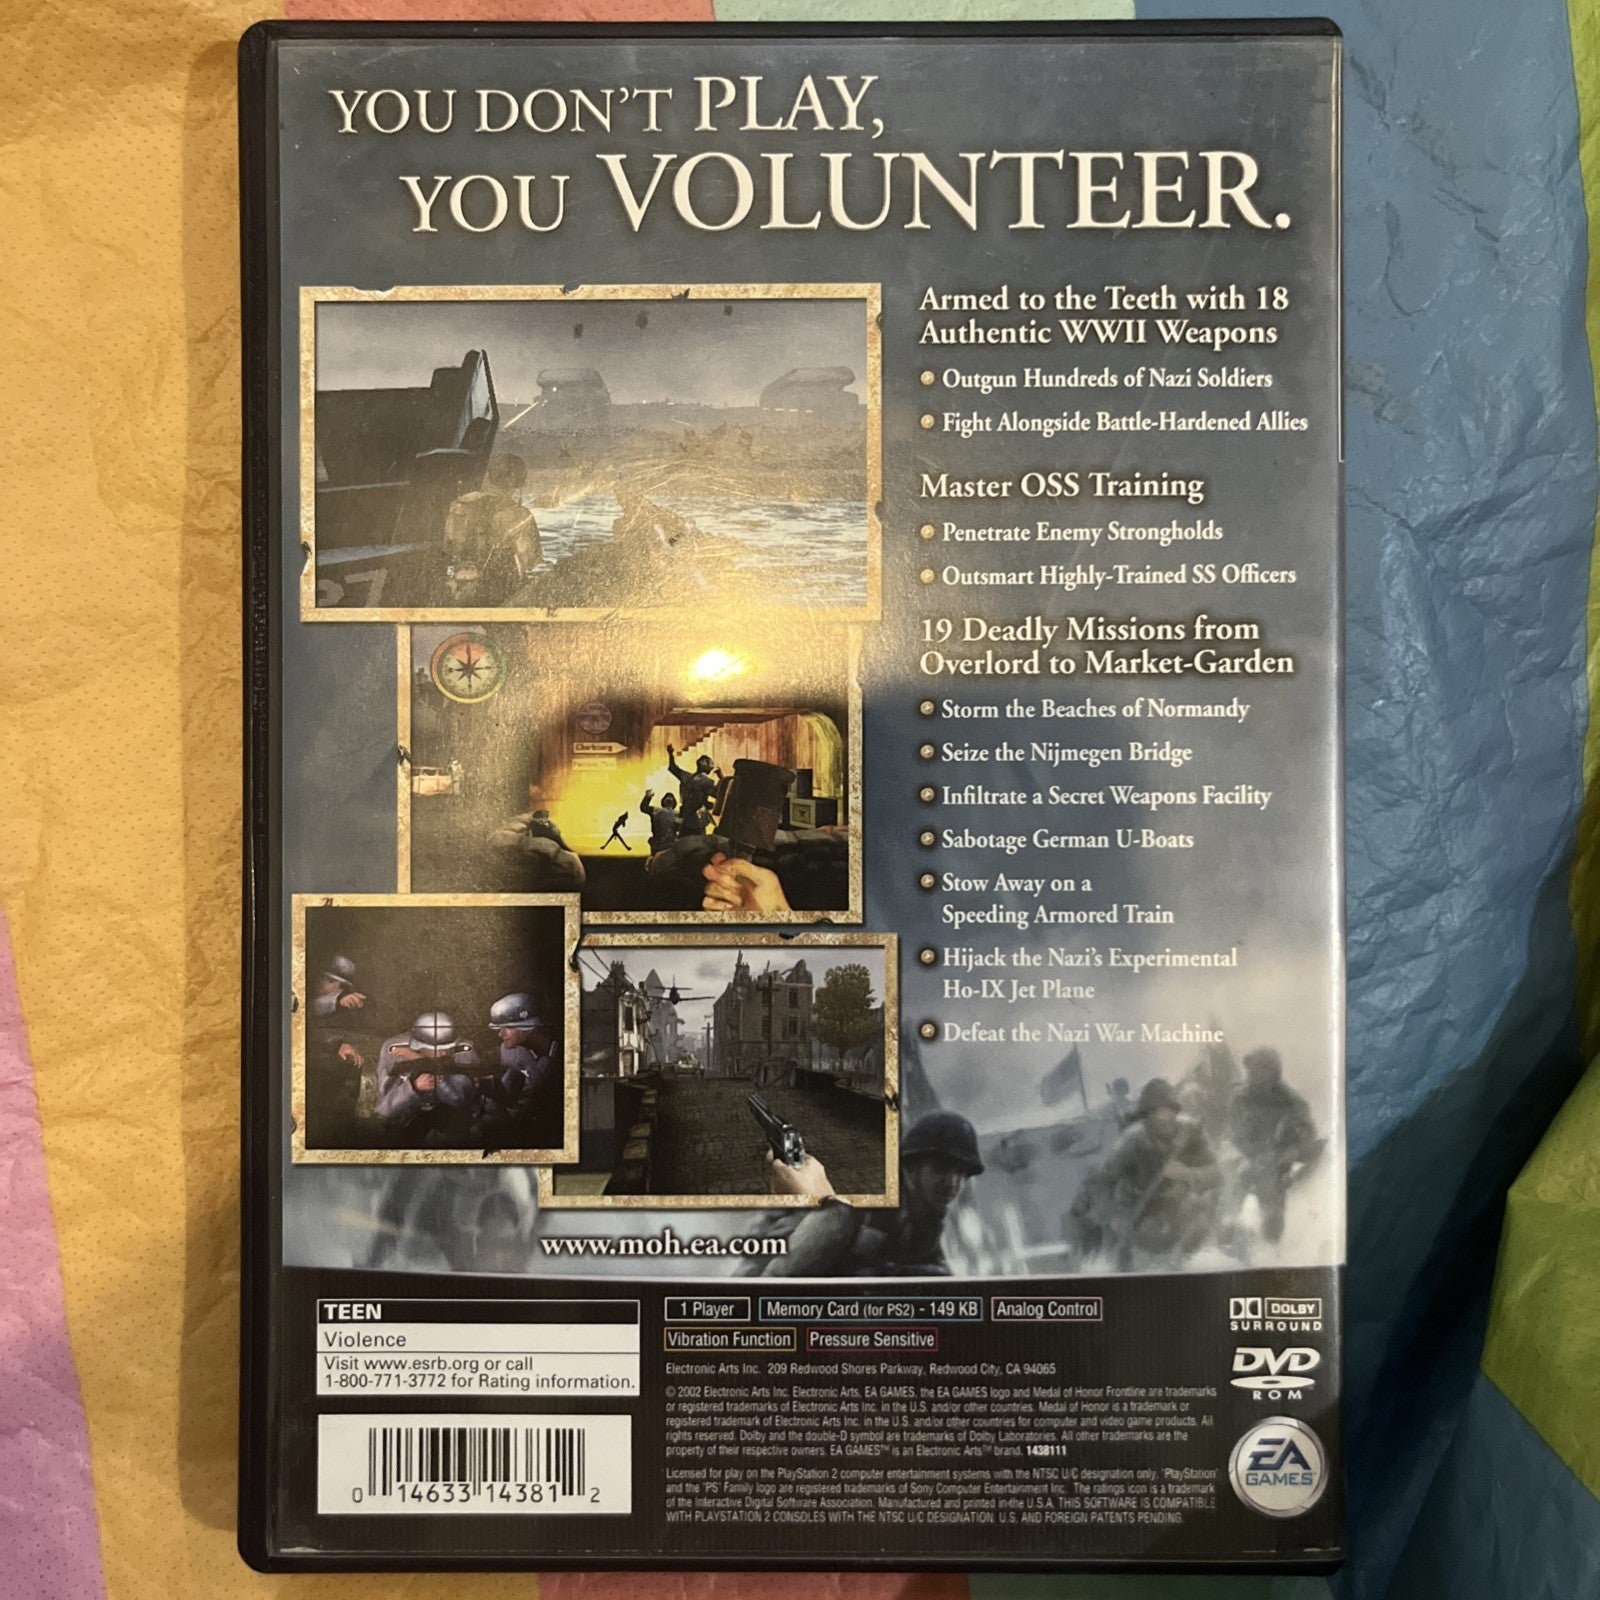 YOU DON'T PLAY,
YOU VOLUNTEER.
Armed to the Teeth with 18
Authentic WWII Weapons
Outgun Hundreds of Nazi Soldiers
Fight Alongside Battle-Hardened Allies
Master OSS Training
Penetrate Enemy Strongholds
Outsmart Highly-Trained SS Officers
19 Deadly Missions from
Overlord to Market-Garden
Storm the Beaches of Normandy
Seize the Nijmegen Bridge
Infiltrate a Secret Weapons Facility
Sabotage German U-Boats
Stow Away on a
Speeding Armored Train
Hijack the Nazi's Experimental
Ho-IX Jet Plane
Defeat the Nazi War Machine
Cherbourg
www.moh.ea.com
TEEN
Violence
Visit www.esrb.org or call
1-800-771-3772 for Rating information.
0 14633 14381 2
1 Player
Memory Card (for PS2) - 149 KB
Analog Control
Vibration Function
Pressure Sensitive
Electronic Arts Inc. 209 Redwood Shores Parkway, Redwood City, CA 94065
© 2002 Electronic Arts Inc. Electronic Arts, EA GAMES, the EA GAMES logo and Medal of Honor Frontline are trademarks
or registered trademarks of Electronic Arts Inc. in the U.S. and/or other countries. Medal of Honor is a trademark or
registered trademark of Electronic Arts Inc. in the U.S. and/or other countries for computer and video game products. All
rights reserved. Dolby and the double-D symbol are trademarks of Dolby Laboratories. All other trademarks are the
property of their respective owners. EA GAMES™ is an Electronic Arts™ brand. 1438111
Licensed for play on the PlayStation 2 computer entertainment systems with the NTSC U/C designation only. "PlayStation"
and the "PS" Family logo are registered trademarks of Sony Computer Entertainment Inc. The ratings icon is a trademark
of the Interactive Digital Software Association. Manufactured and printed in the U.S.A. THIS SOFTWARE IS COMPATIBLE
WITH PLAYSTATION 2 CONSOLES WITH THE NTSC U/C DESIGNATION. U.S. AND FOREIGN PATENTS PENDING.
DOLBY
SURROUND
DVD
ROM
EA
GAMES™